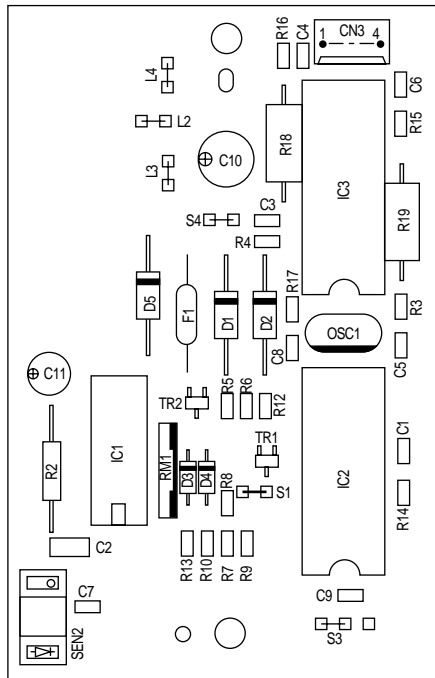 R16
C4
CN3
1
4
L4
C6
L2
R15
R18
C10
L3
IC3
R19
S4
C3
R4
D5
F1
D1
D2
R17
R3
OSC1
C8
C5
C11
TR2
R5
R6
R12
IC1
R2
RM1
TR1
C1
D3
D4
R8
S1
IC2
R14
C2
R13
R10
R7
R9
C7
C9
SEN2
S3